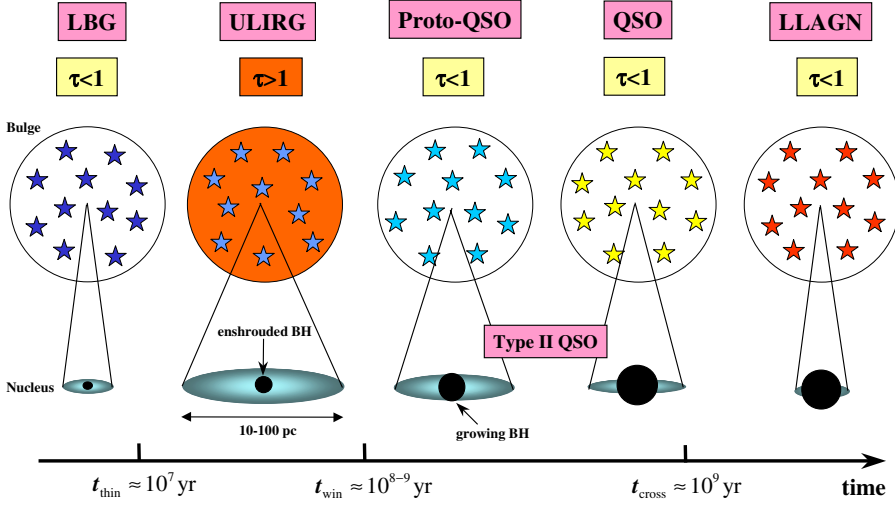 LBG ULIRG Proto-QSO QSO LLAGN
τ<1 τ>1 τ<1 τ<1 τ<1
Bulge
enshrouded BH
Type II QSO
Nucleus
10-100 pc
growing BH
t_thin ≈ 10^7 yr t_win ≈ 10^8–9 yr t_cross ≈ 10^9 yr time